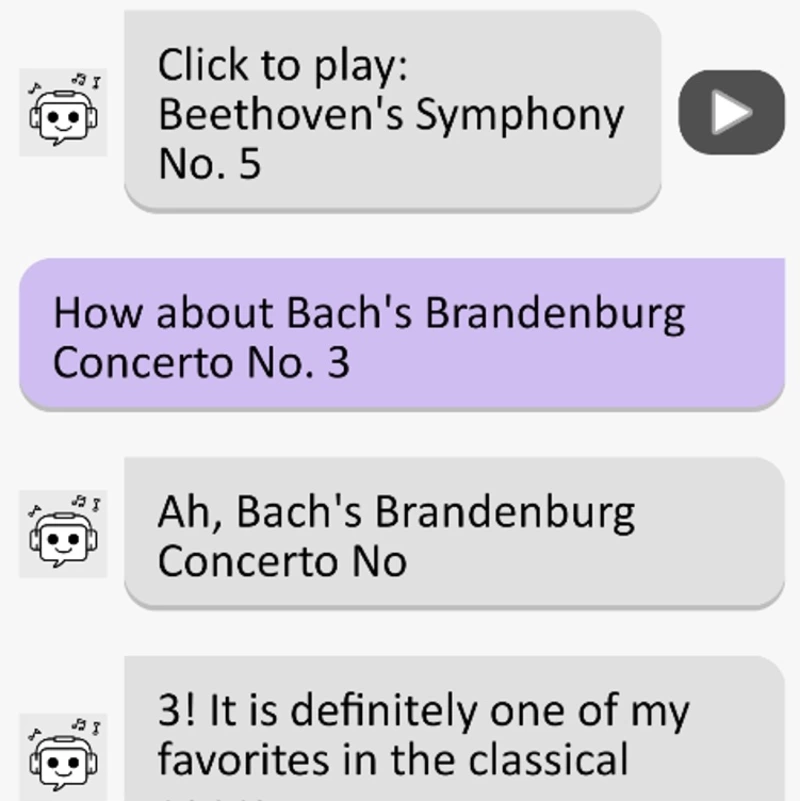 Click to play:
Beethoven's Symphony
No. 5
How about Bach's Brandenburg
Concerto No. 3
Ah, Bach's Brandenburg
Concerto No
3! It is definitely one of my
favorites in the classical